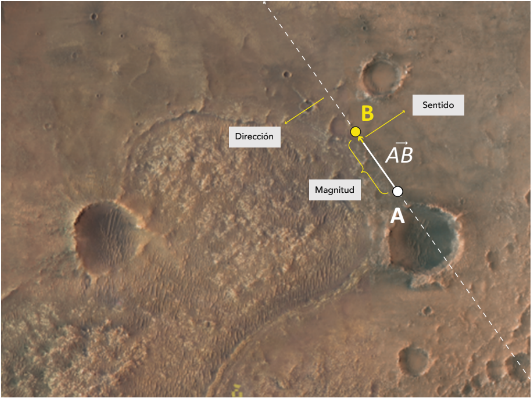 B
Sentido
Dirección
AB
Magnitud
A